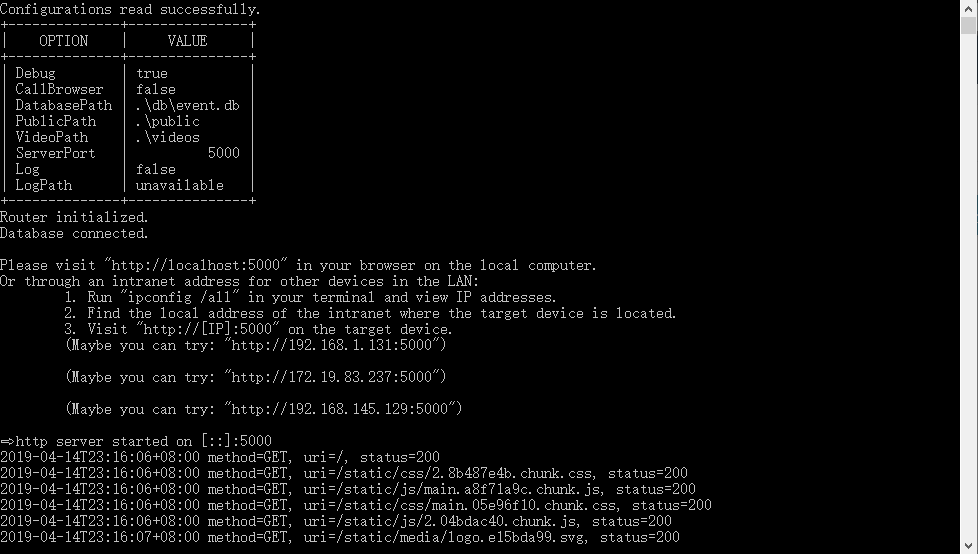 Configurations read successfully.
+--------------+---------------+
|    OPTION    |     VALUE     |
+--------------+---------------+
| Debug        | true          |
| CallBrowser  | false         |
| DatabasePath | .\db\event.db |
| PublicPath   | .\public      |
| VideoPath    | .\videos      |
| ServerPort   |          5000 |
| Log          | false         |
| LogPath      | unavailable   |
+--------------+---------------+
Router initialized.
Database connected.
Please visit "http://localhost:5000" in your browser on the local computer.
Or through an intranet address for other devices in the LAN:
1. Run "ipconfig /all" in your terminal and view IP addresses.
2. Find the local address of the intranet where the target device is located.
3. Visit "http://[IP]:5000" on the target device.
(Maybe you can try: "http://192.168.1.131:5000")
(Maybe you can try: "http://172.19.83.237:5000")
(Maybe you can try: "http://192.168.145.129:5000")
⇒http server started on [::]:5000
2019-04-14T23:16:06+08:00 method=GET, uri=/, status=200
2019-04-14T23:16:06+08:00 method=GET, uri=/static/css/2.8b487e4b.chunk.css, status=200
2019-04-14T23:16:06+08:00 method=GET, uri=/static/js/main.a8f71a9c.chunk.js, status=200
2019-04-14T23:16:06+08:00 method=GET, uri=/static/css/main.05e96f10.chunk.css, status=200
2019-04-14T23:16:06+08:00 method=GET, uri=/static/js/2.04bdac40.chunk.js, status=200
2019-04-14T23:16:07+08:00 method=GET, uri=/static/media/logo.e15bda99.svg, status=200